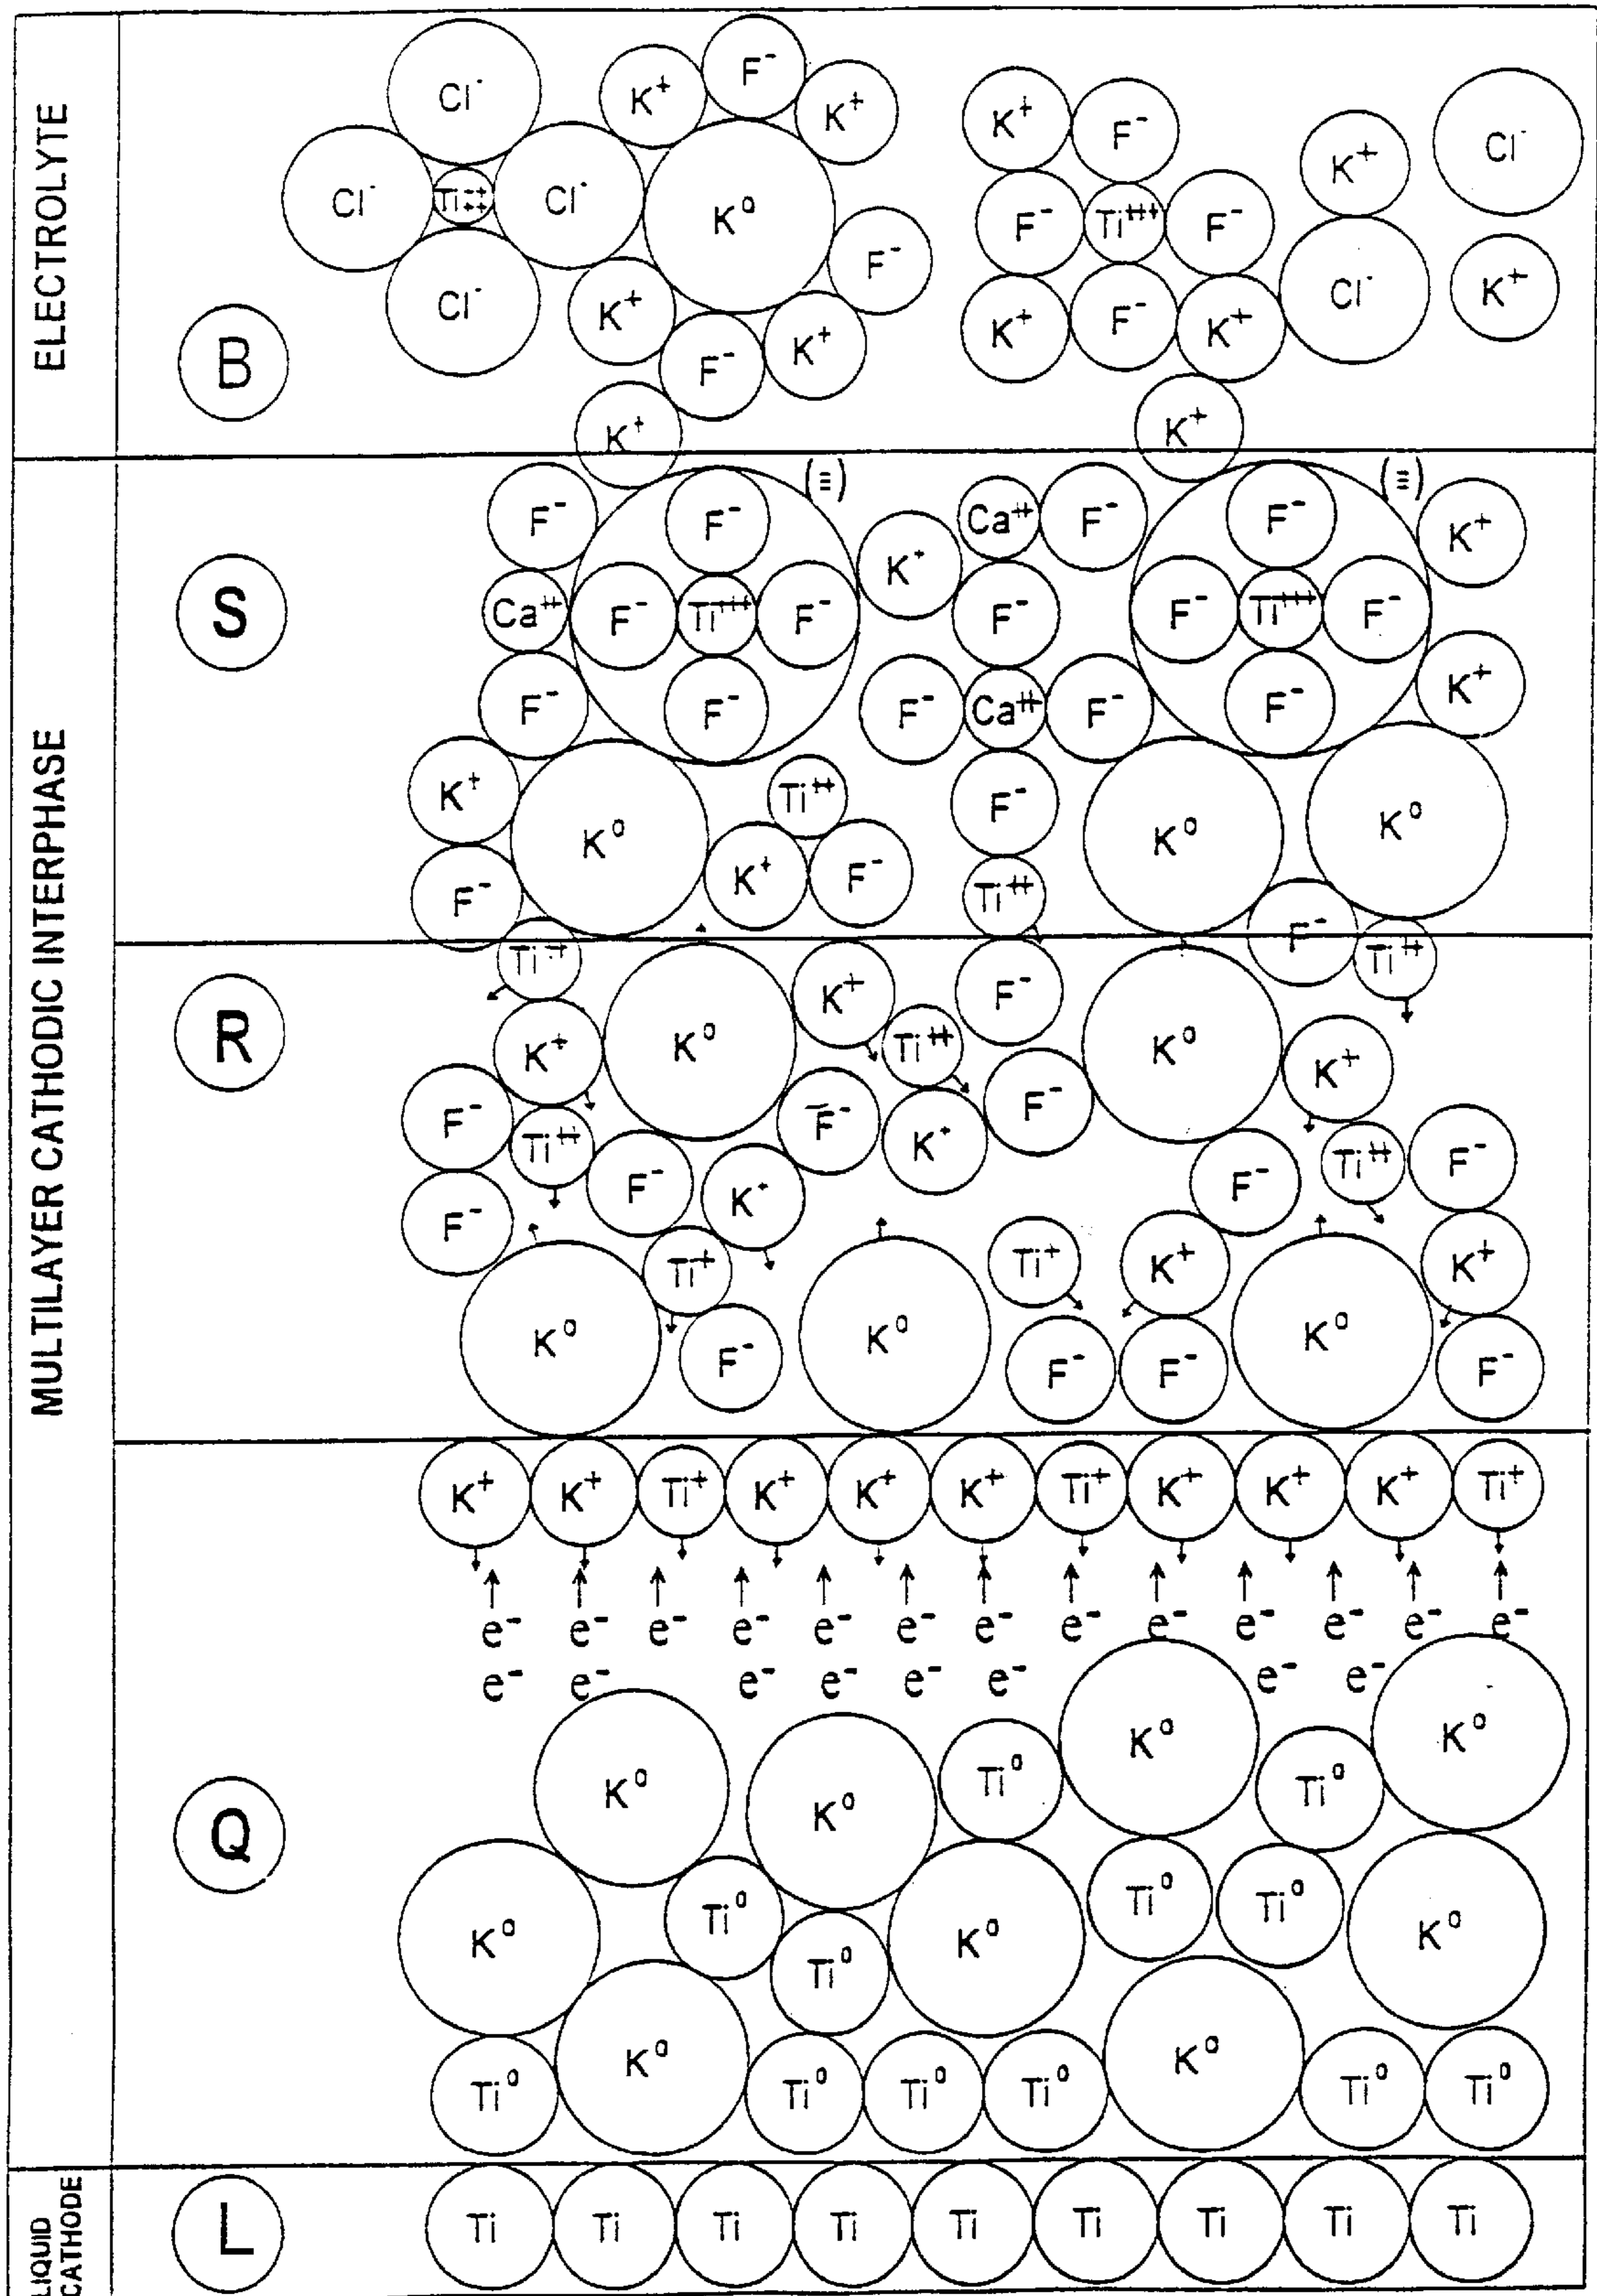 ELECTROLYTE
B
Cl⁻
Cl⁻ Ti⁺⁺⁺⁺ Cl⁻
Cl⁻
K⁺ F⁻ K⁺
K⁰
F⁻
K⁺ F⁻ K⁺
K⁺
K⁺ F⁻
F⁻ Ti⁺⁺⁺ F⁻
K⁺ F⁻ K⁺
K⁺
K⁺ Cl⁻
Cl⁻ K⁺
MULTILAYER CATHODIC INTERPHASE
S
F⁻ F⁻ (≡) Ca⁺⁺ F⁻ F⁻ (≡) K⁺
K⁺
Ca⁺⁺ F⁻ Ti⁺⁺⁺ F⁻ F⁻ F⁻ Ti⁺⁺⁺ F⁻
F⁻ F⁻ F⁻ Ca⁺⁺ F⁻ F⁻ K⁺
K⁺ Ti⁺⁺ F⁻
K⁰ K⁰ K⁰
F⁻ K⁺ F⁻ Ti⁺⁺
F⁻
R
Ti⁺⁺ K⁺ F⁻ Ti⁺⁺
K⁺ K⁰ Ti⁺⁺ K⁰ K⁺
F⁻ Ti⁺⁺ F⁻ K⁺ F⁻ Ti⁺⁺ F⁻
F⁻ F⁻ K⁺ F⁻
Ti⁺ Ti⁺ K⁺ K⁺
K⁰ F⁻ K⁰ F⁻ F⁻ K⁰ F⁻
Q
K⁺ K⁺ Ti⁺ K⁺ K⁺ K⁺ Ti⁺ K⁺ K⁺ K⁺ Ti⁺
e⁻ e⁻ e⁻ e⁻ e⁻ e⁻ e⁻ e⁻ e⁻ e⁻ e⁻ e⁻ e⁻
e⁻ e⁻ e⁻ e⁻ e⁻ e⁻ e⁻ e⁻
K⁰ K⁰ Ti⁰ K⁰ Ti⁰ K⁰
K⁰ Ti⁰ Ti⁰ K⁰ Ti⁰ Ti⁰ K⁰
Ti⁰ K⁰ Ti⁰ Ti⁰ Ti⁰ K⁰ Ti⁰ Ti⁰
LIQUID
CATHODE
L
Ti Ti Ti Ti Ti Ti Ti Ti Ti